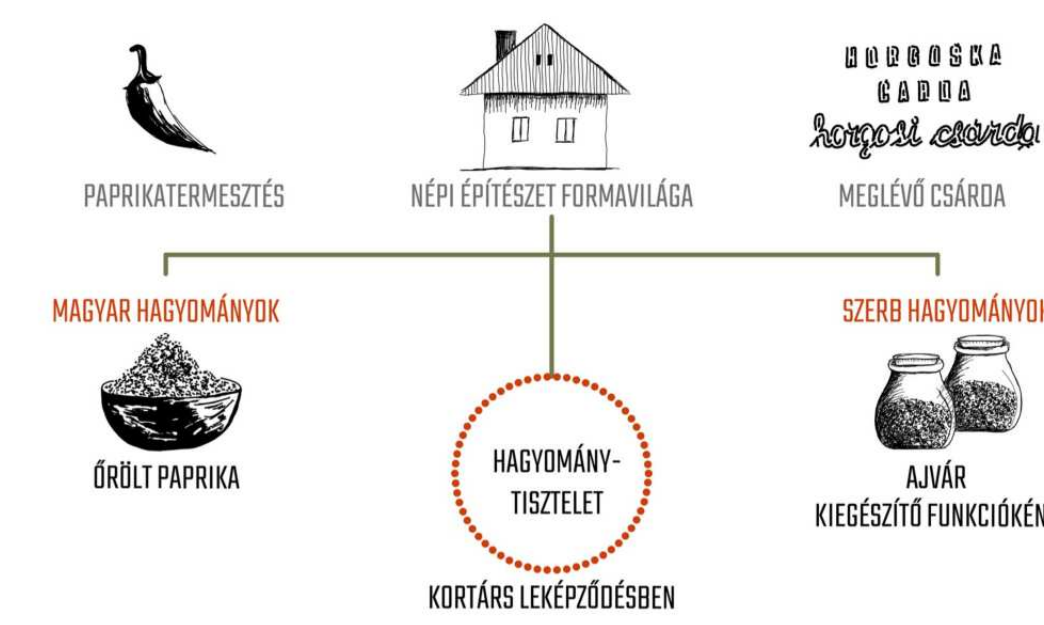 HORGOŠKA
ČARDA
horgosi csárda
PAPRIKATERMESZTÉS
NÉPI ÉPÍTÉSZET FORMAVILÁGA
MEGLÉVŐ CSÁRDA
MAGYAR HAGYOMÁNYOK
SZERB HAGYOMÁNYOK
ŐRÖLT PAPRIKA
HAGYOMÁNY-
TISZTELET
AJVÁR
KIEGÉSZÍTŐ FUNKCIÓKÉN
KORTÁRS LEKÉPZŐDÉSBEN